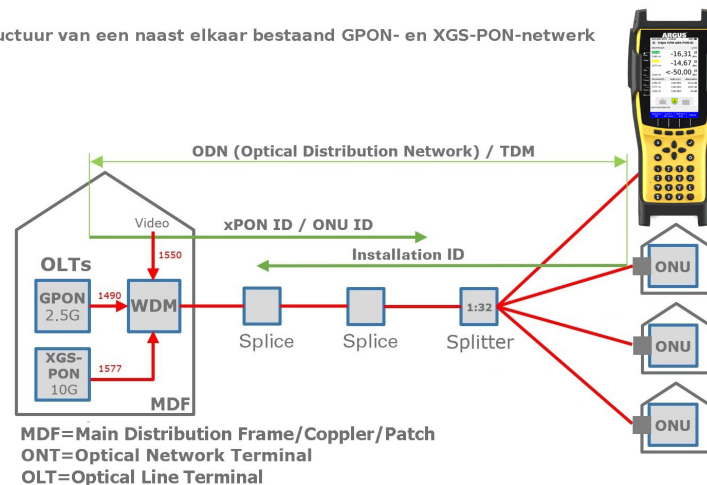 uctuur van een naast elkaar bestaand GPON- en XGS-PON-netwerk
ARGUS
-16,31
-14,67
<-50,00
ODN (Optical Distribution Network) / TDM
Video
xPON ID / ONU ID
1550
Installation ID
OLTs
GPON
2.5G
1490
WDM
1:32
ONU
Splice
Splice
Splitter
XGS-
PON
10G
1577
ONU
MDF
ONU
MDF=Main Distribution Frame/Coppler/Patch
ONT=Optical Network Terminal
OLT=Optical Line Terminal